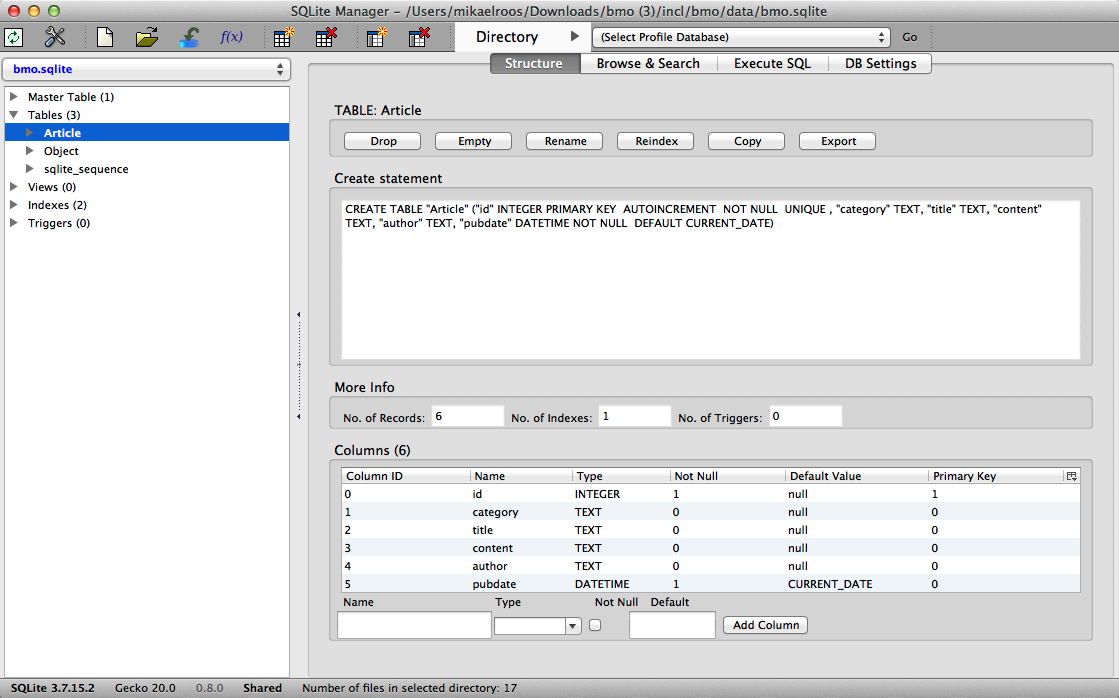 SQLite Manager – /Users/mikaelroos/Downloads/bmo (3)/incl/bmo/data/bmo.sqlite
f(x) Directory (Select Profile Database) Go
bmo.sqlite
Structure Browse & Search Execute SQL DB Settings
Master Table (1)
Tables (3)
Article
Object
sqlite_sequence
Views (0)
Indexes (2)
Triggers (0)
TABLE: Article
Drop Empty Rename Reindex Copy Export
Create statement
CREATE TABLE "Article" ("id" INTEGER PRIMARY KEY  AUTOINCREMENT  NOT NULL  UNIQUE , "category" TEXT, "title" TEXT, "content"
TEXT, "author" TEXT, "pubdate" DATETIME NOT NULL  DEFAULT CURRENT_DATE)
More Info
No. of Records: 6 No. of Indexes: 1 No. of Triggers: 0
Columns (6)
Column ID Name Type Not Null Default Value Primary Key
0 id INTEGER 1 null 1
1 category TEXT 0 null 0
2 title TEXT 0 null 0
3 content TEXT 0 null 0
4 author TEXT 0 null 0
5 pubdate DATETIME 1 CURRENT_DATE 0
Name Type Not Null Default
Add Column
SQLite 3.7.15.2 Gecko 20.0 0.8.0 Shared Number of files in selected directory: 17